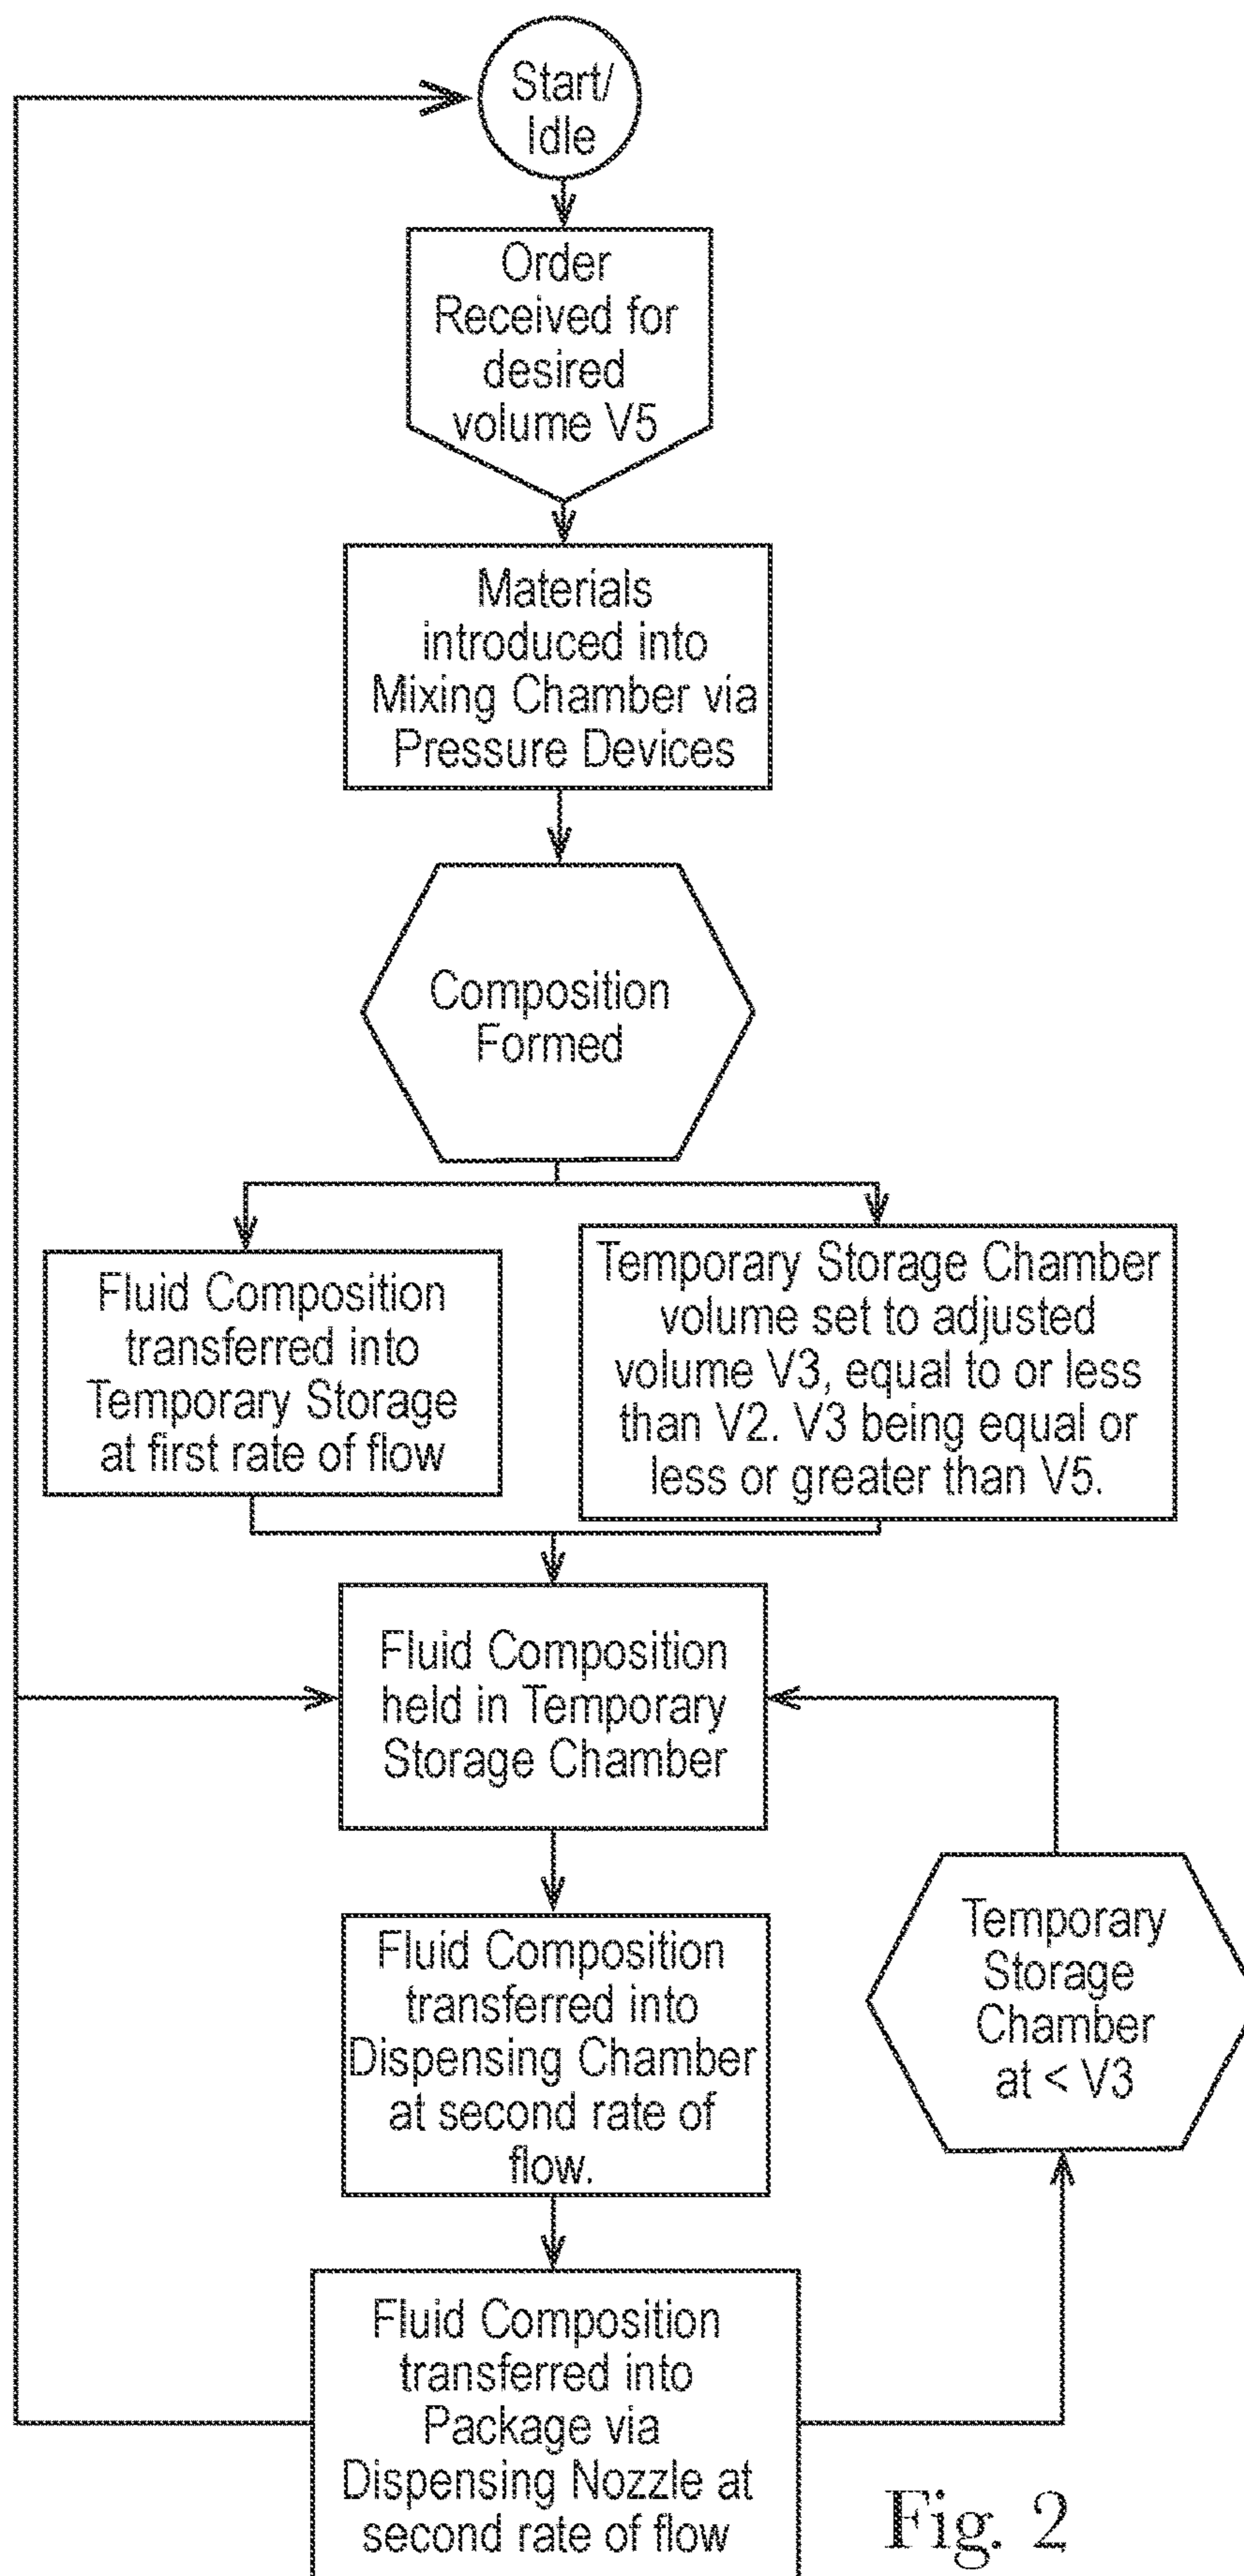 Start/
Idle
Order
Received for
desired
volume V5
Materials
introduced into
Mixing Chamber via
Pressure Devices
Composition
Formed
Fluid Composition
transferred into
Temporary Storage
at first rate of flow
Temporary Storage Chamber
volume set to adjusted
volume V3, equal to or less
than V2. V3 being equal or
less or greater than V5.
Fluid Composition
held in Temporary
Storage Chamber
Fluid Composition
transferred into
Dispensing Chamber
at second rate of
flow.
Temporary
Storage
Chamber
at < V3
Fluid Composition
transferred into
Package via
Dispensing Nozzle at
second rate of flow
Fig. 2